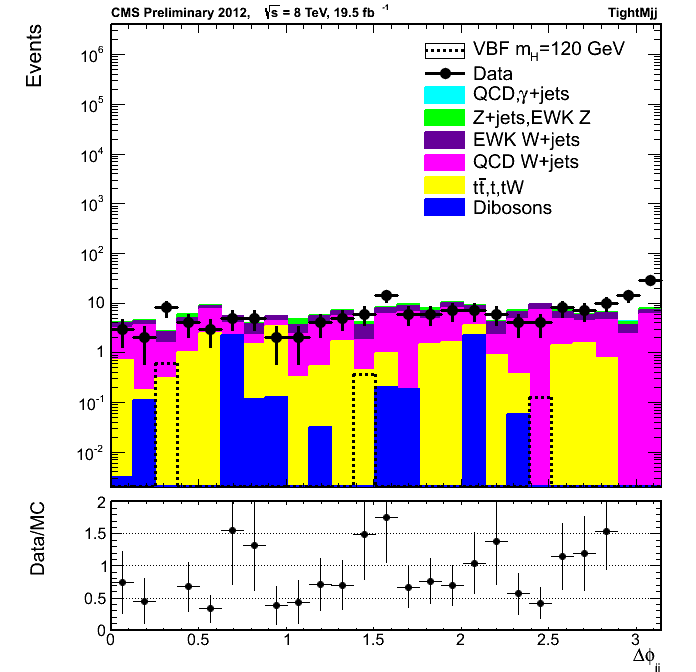 CMS Preliminary 2012, √s = 8 TeV, 19.5 fb⁻¹ TightMjj
Events
VBF m_H=120 GeV
Data
QCD,γ+jets
Z+jets,EWK Z
EWK W+jets
QCD W+jets
tt̄,t,tW
Dibosons
10⁶
10⁵
10⁴
10³
10²
10
1
10⁻¹
10⁻²
Data/MC
2
1.5
1
0.5
0
0 0.5 1 1.5 2 2.5 3
Δϕ_jj